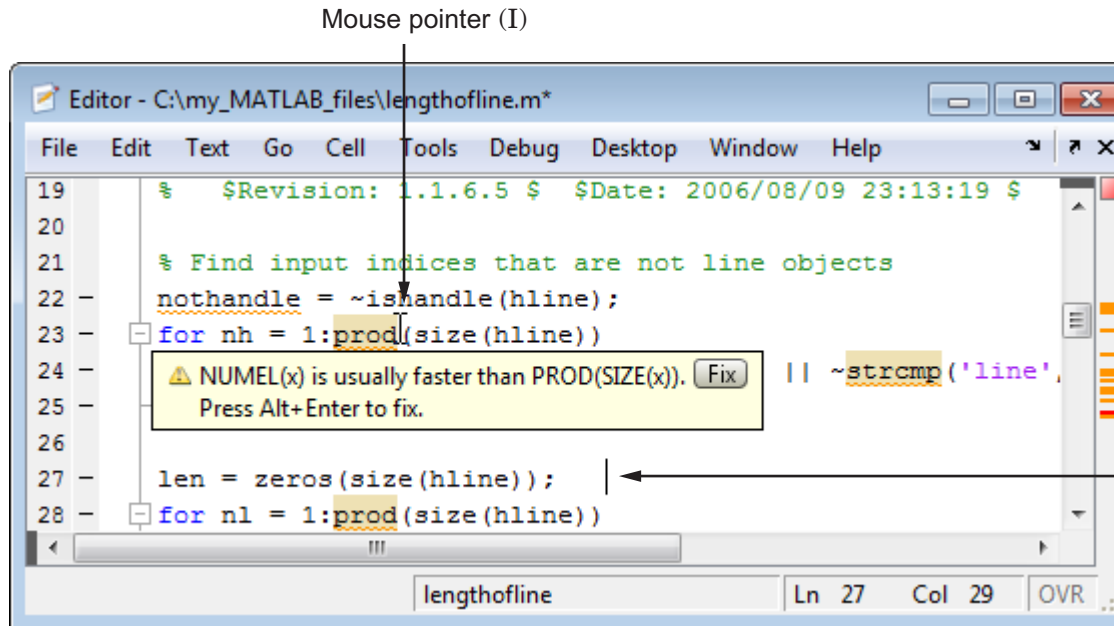 Mouse pointer (I)
Editor - C:\my_MATLAB_files\lengthofline.m*
File Edit Text Go Cell Tools Debug Desktop Window Help
19 % $Revision: 1.1.6.5 $ $Date: 2006/08/09 23:13:19 $
20
21 % Find input indices that are not line objects
22 – nothandle = ~ishandle(hline);
23 – for nh = 1:prod(size(hline))
24 – || ~strcmp('line',
NUMEL(x) is usually faster than PROD(SIZE(x)). Fix
25 –
Press Alt+Enter to fix.
26
27 – len = zeros(size(hline));
28 – for nl = 1:prod(size(hline))
lengthofline Ln 27 Col 29 OVR